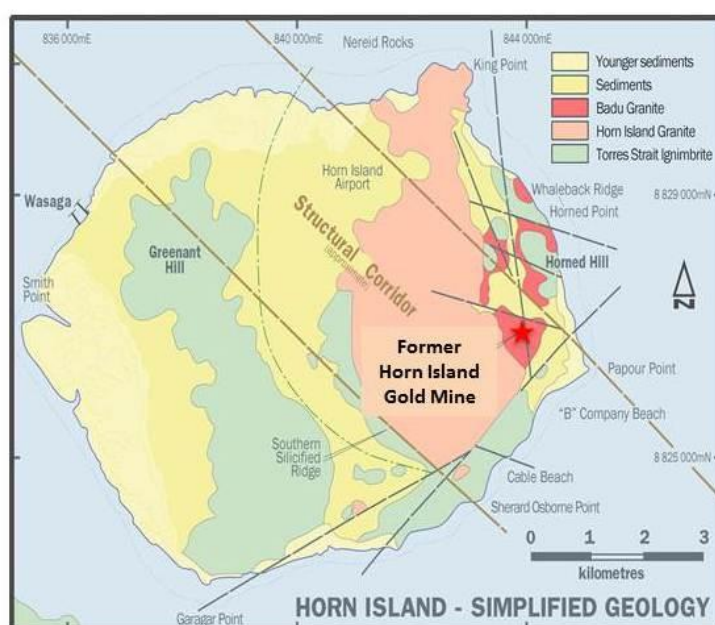 836 000mE
840 000mE
844 000mE
Nereid Rocks
King Point
Younger sediments
Sediments
Badu Granite
Horn Island Granite
Torres Strait Ignimbrite
Horn Island
Airport
Whaleback Ridge
8 829 000mN
Wasaga
Horned Point
Structural Corridor
(approximate)
Greenant
Hill
Horned Hill
Smith
Point
N
Former
Horn Island
Gold Mine
Papour Point
"B" Company Beach
Southern
Silicified
Ridge
8 825 000mN
Cable Beach
Sherard Osborne Point
0 1 2 3
kilometres
HORN ISLAND - SIMPLIFIED GEOLOGY
Garagar Point